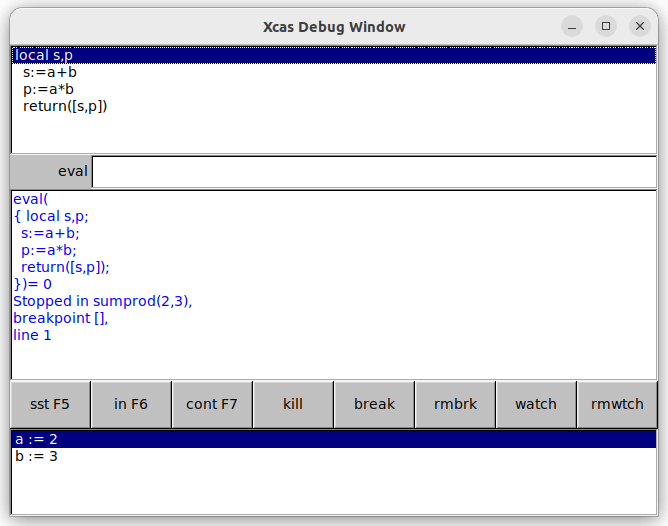 Xcas Debug Window
local s,p
s:=a+b
p:=a*b
return([s,p])
eval
eval(
{ local s,p;
s:=a+b;
p:=a*b;
return([s,p]);
})= 0
Stopped in sumprod(2,3),
breakpoint [],
line 1
sst F5 in F6 cont F7 kill break rmbrk watch rmwtch
a := 2
b := 3